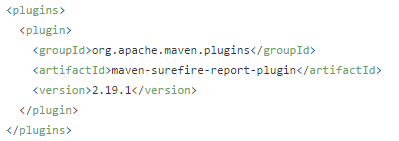 <plugins>
<plugin>
<groupId>org.apache.maven.plugins</groupId>
<artifactId>maven-surefire-report-plugin</artifactId>
<version>2.19.1</version>
</plugin>
</plugins>